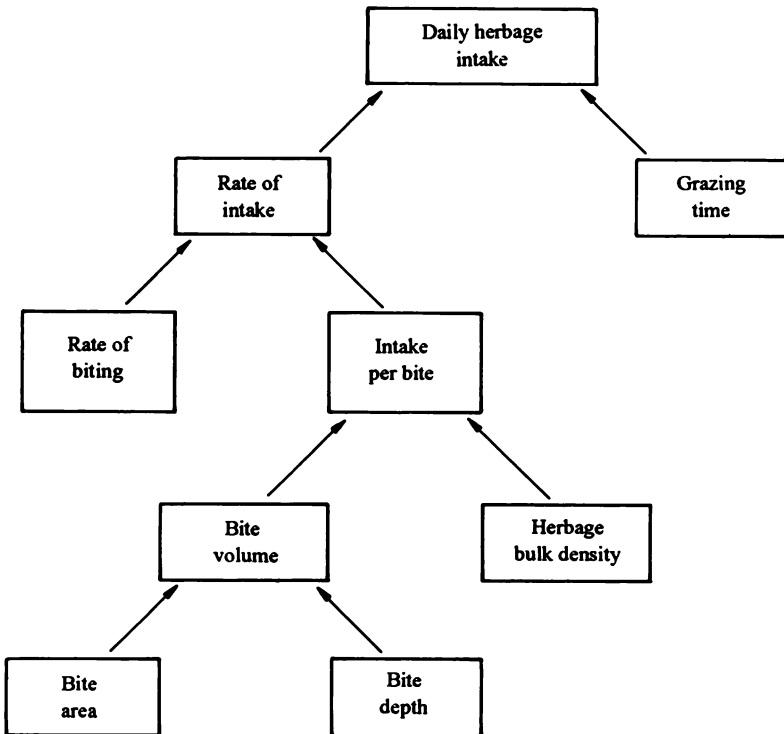 Daily herbage
intake
Rate of
intake
Grazing
time
Rate of
biting
Intake
per bite
Bite
volume
Herbage
bulk density
Bite
area
Bite
depth